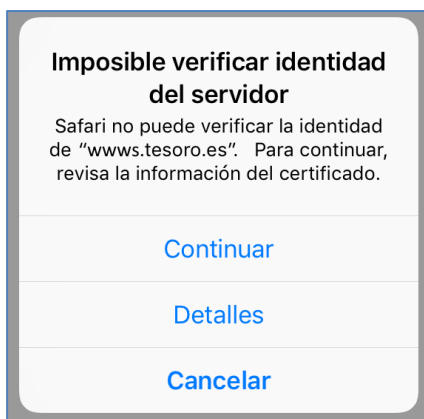 Imposible verificar identidad
del servidor
Safari no puede verificar la identidad
de “wwws.tesoro.es”.   Para continuar,
revisa la información del certificado.
Continuar
Detalles
Cancelar